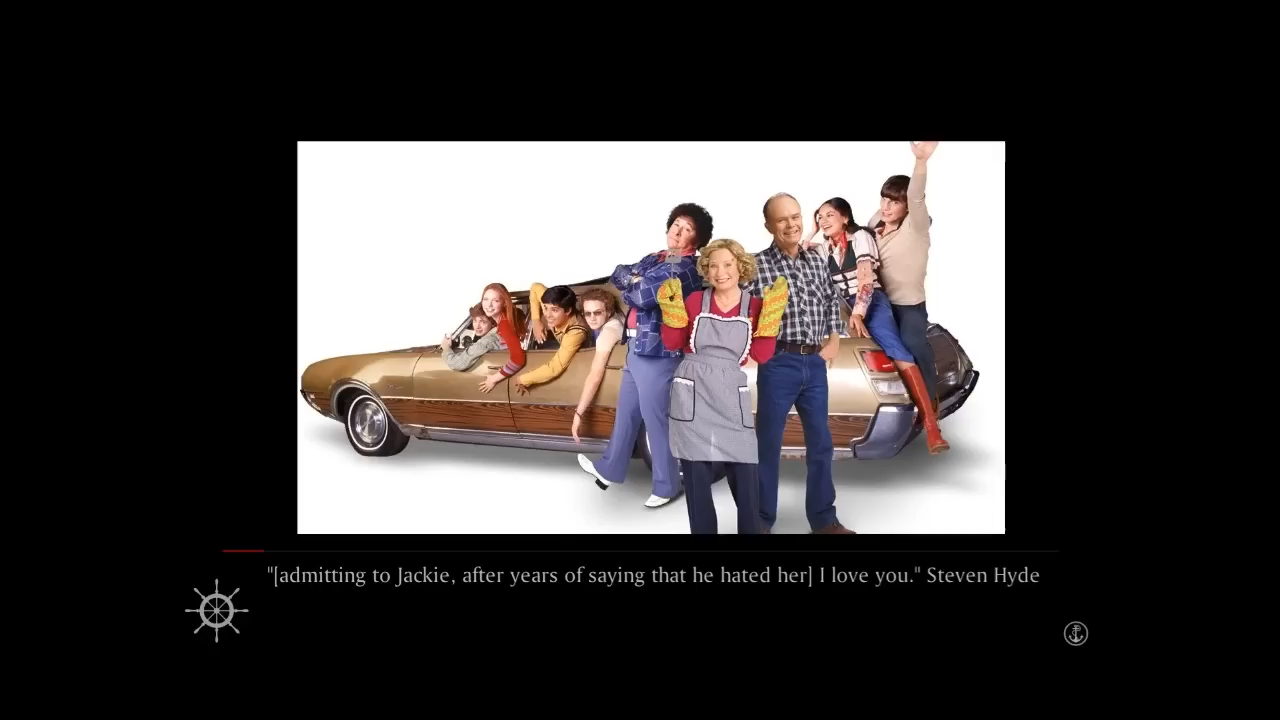 "[admitting to Jackie, after years of saying that he hated her] I love you." Steven Hyde